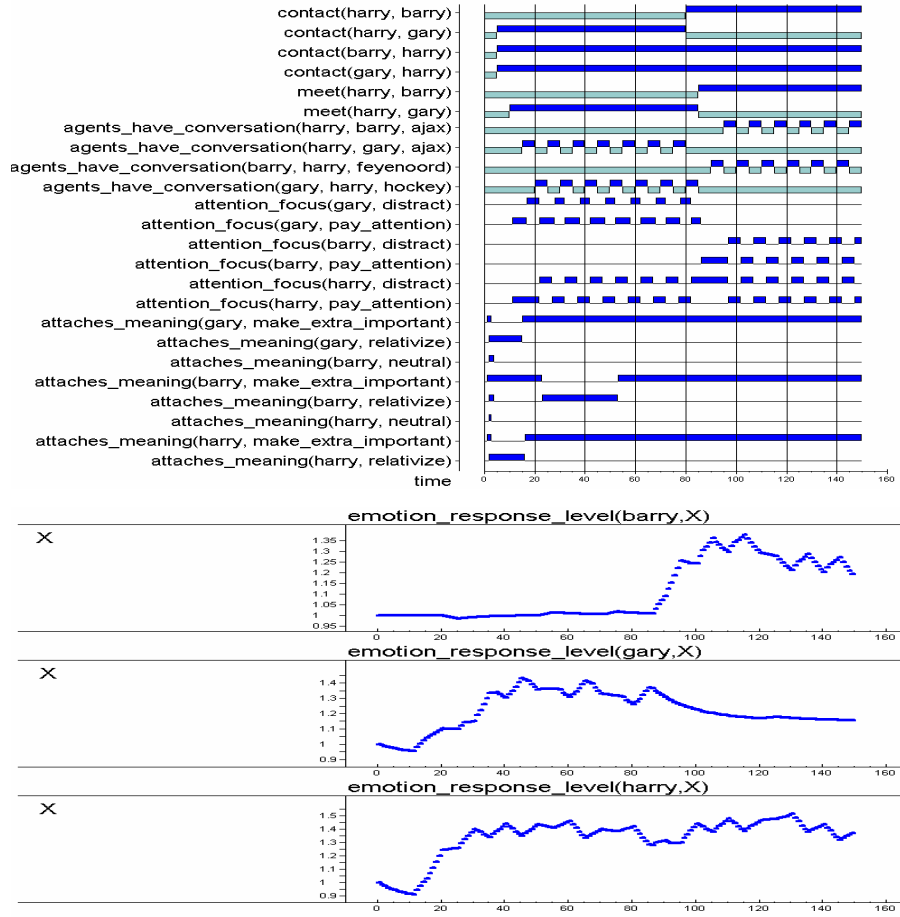 contact(harry, barry)
contact(harry, gary)
contact(barry, harry)
contact(gary, harry)
meet(harry, barry)
meet(harry, gary)
agents_have_conversation(harry, barry, ajax)
agents_have_conversation(harry, gary, ajax)
agents_have_conversation(barry, harry, feyenoord)
agents_have_conversation(gary, harry, hockey)
attention_focus(gary, distract)
attention_focus(gary, pay_attention)
attention_focus(barry, distract)
attention_focus(barry, pay_attention)
attention_focus(harry, distract)
attention_focus(harry, pay_attention)
attaches_meaning(gary, make_extra_important)
attaches_meaning(gary, relativize)
attaches_meaning(barry, neutral)
attaches_meaning(barry, make_extra_important)
attaches_meaning(barry, relativize)
attaches_meaning(harry, neutral)
attaches_meaning(harry, make_extra_important)
attaches_meaning(harry, relativize)
time 0 20 40 60 80 100 120 140 160
emotion_response_level(barry,X)
X
1.35
1.3
1.25
1.2
1.15
1.1
1.05
1
0.95
0 20 40 60 80 100 120 140 160
emotion_response_level(gary,X)
X
1.4
1.3
1.2
1.1
1
0.9
0 20 40 60 80 100 120 140 160
emotion_response_level(harry,X)
X
1.5
1.4
1.3
1.2
1.1
1
0.9
0 20 40 60 80 100 120 140 160